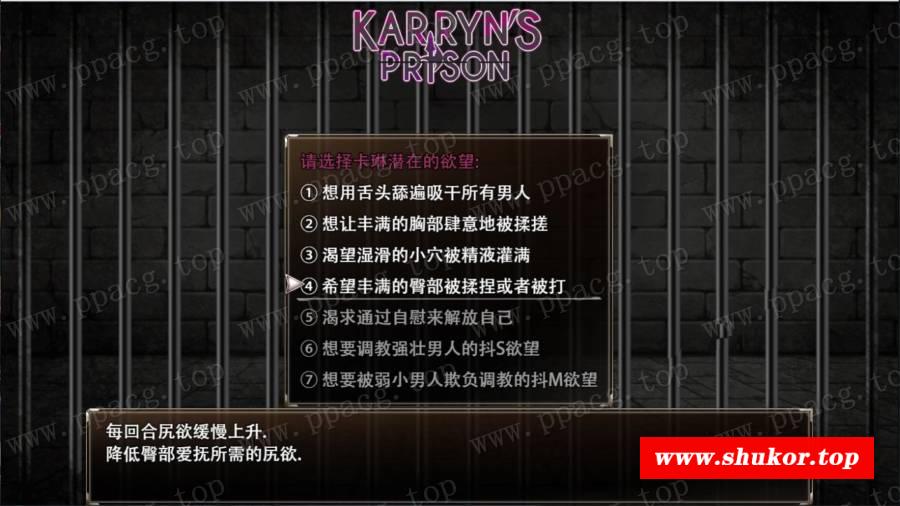 KARRYN'S
PRISON
请选择卡琳潜在的欲望:
① 想用舌头舔遍吸干所有男人
② 想让丰满的胸部肆意地被揉搓
③ 渴望湿滑的小穴被精液灌满
④ 希望丰满的臀部被揉捏或者被打
⑤ 渴求通过自慰来解放自己
⑥ 想要调教强壮男人的抖S欲望
⑦ 想要被弱小男人欺负调教的抖M欲望
每回合尻欲缓慢上升.
降低臀部爱抚所需的尻欲.
www.shukor.top
www.ppacg.top